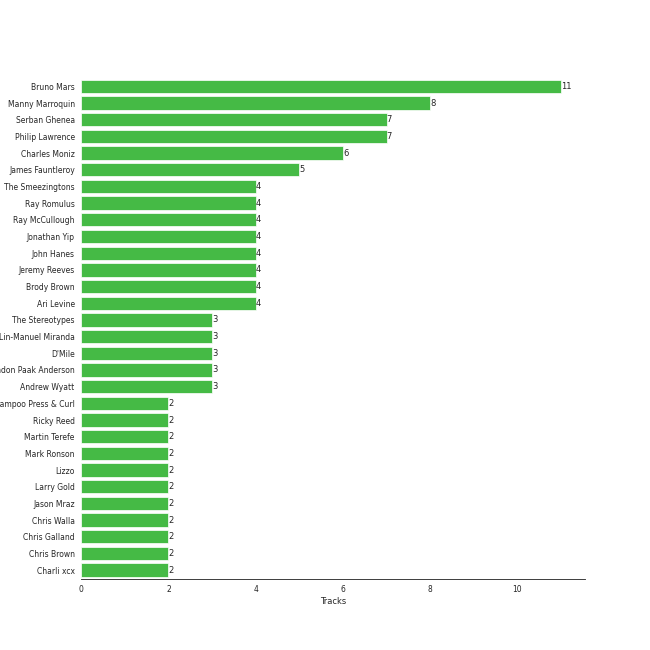 Bruno Mars 11
Manny Marroquin 8
Serban Ghenea 7
Philip Lawrence 7
Charles Moniz 6
James Fauntleroy 5
The Smeezingtons 4
Ray Romulus 4
Ray McCullough 4
Jonathan Yip 4
John Hanes 4
Jeremy Reeves 4
Brody Brown 4
Ari Levine 4
The Stereotypes 3
Lin-Manuel Miranda 3
D'Mile 3
don Paak Anderson 3
Andrew Wyatt 3
ampoo Press & Curl 2
Ricky Reed 2
Martin Terefe 2
Mark Ronson 2
Lizzo 2
Larry Gold 2
Jason Mraz 2
Chris Walla 2
Chris Galland 2
Chris Brown 2
Charli xcx 2
0 2 4 6 8 10
Tracks